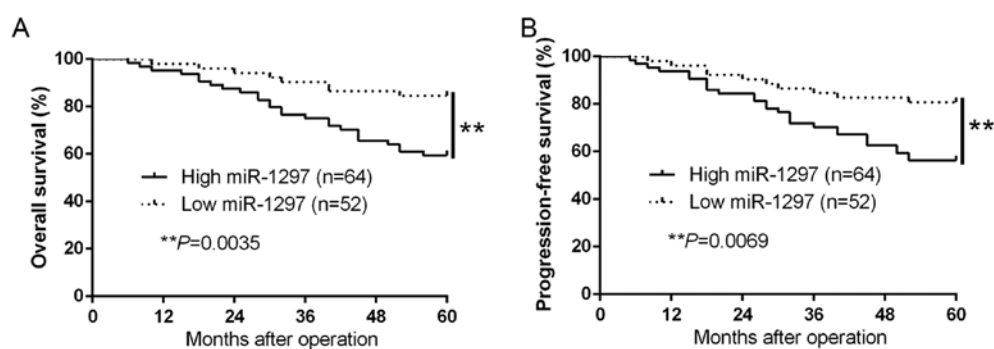 A
Overall survival (%)
100
80
60
40
20
0
High miR-1297 (n=64)
Low miR-1297 (n=52)
**P=0.0035
**
0 12 24 36 48 60
Months after operation
B
Progression-free survival (%)
100
80
60
40
20
0
High miR-1297 (n=64)
Low miR-1297 (n=52)
**P=0.0069
**
0 12 24 36 48 60
Months after operation